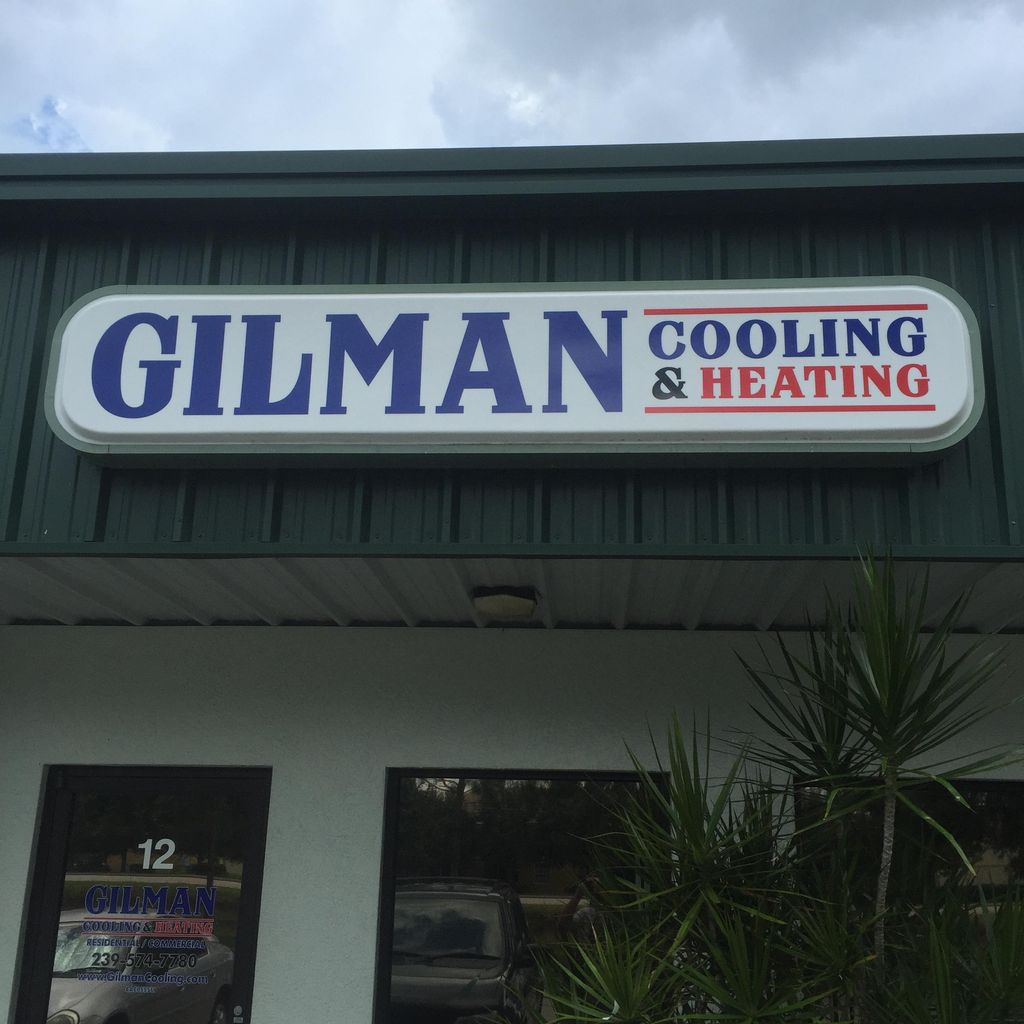 GILMAN
COOLING
& HEATING
12
GILMAN
COOLING & HEATING
RESIDENTIAL / COMMERCIAL
239-574-7780
www.GilmanCooling.com